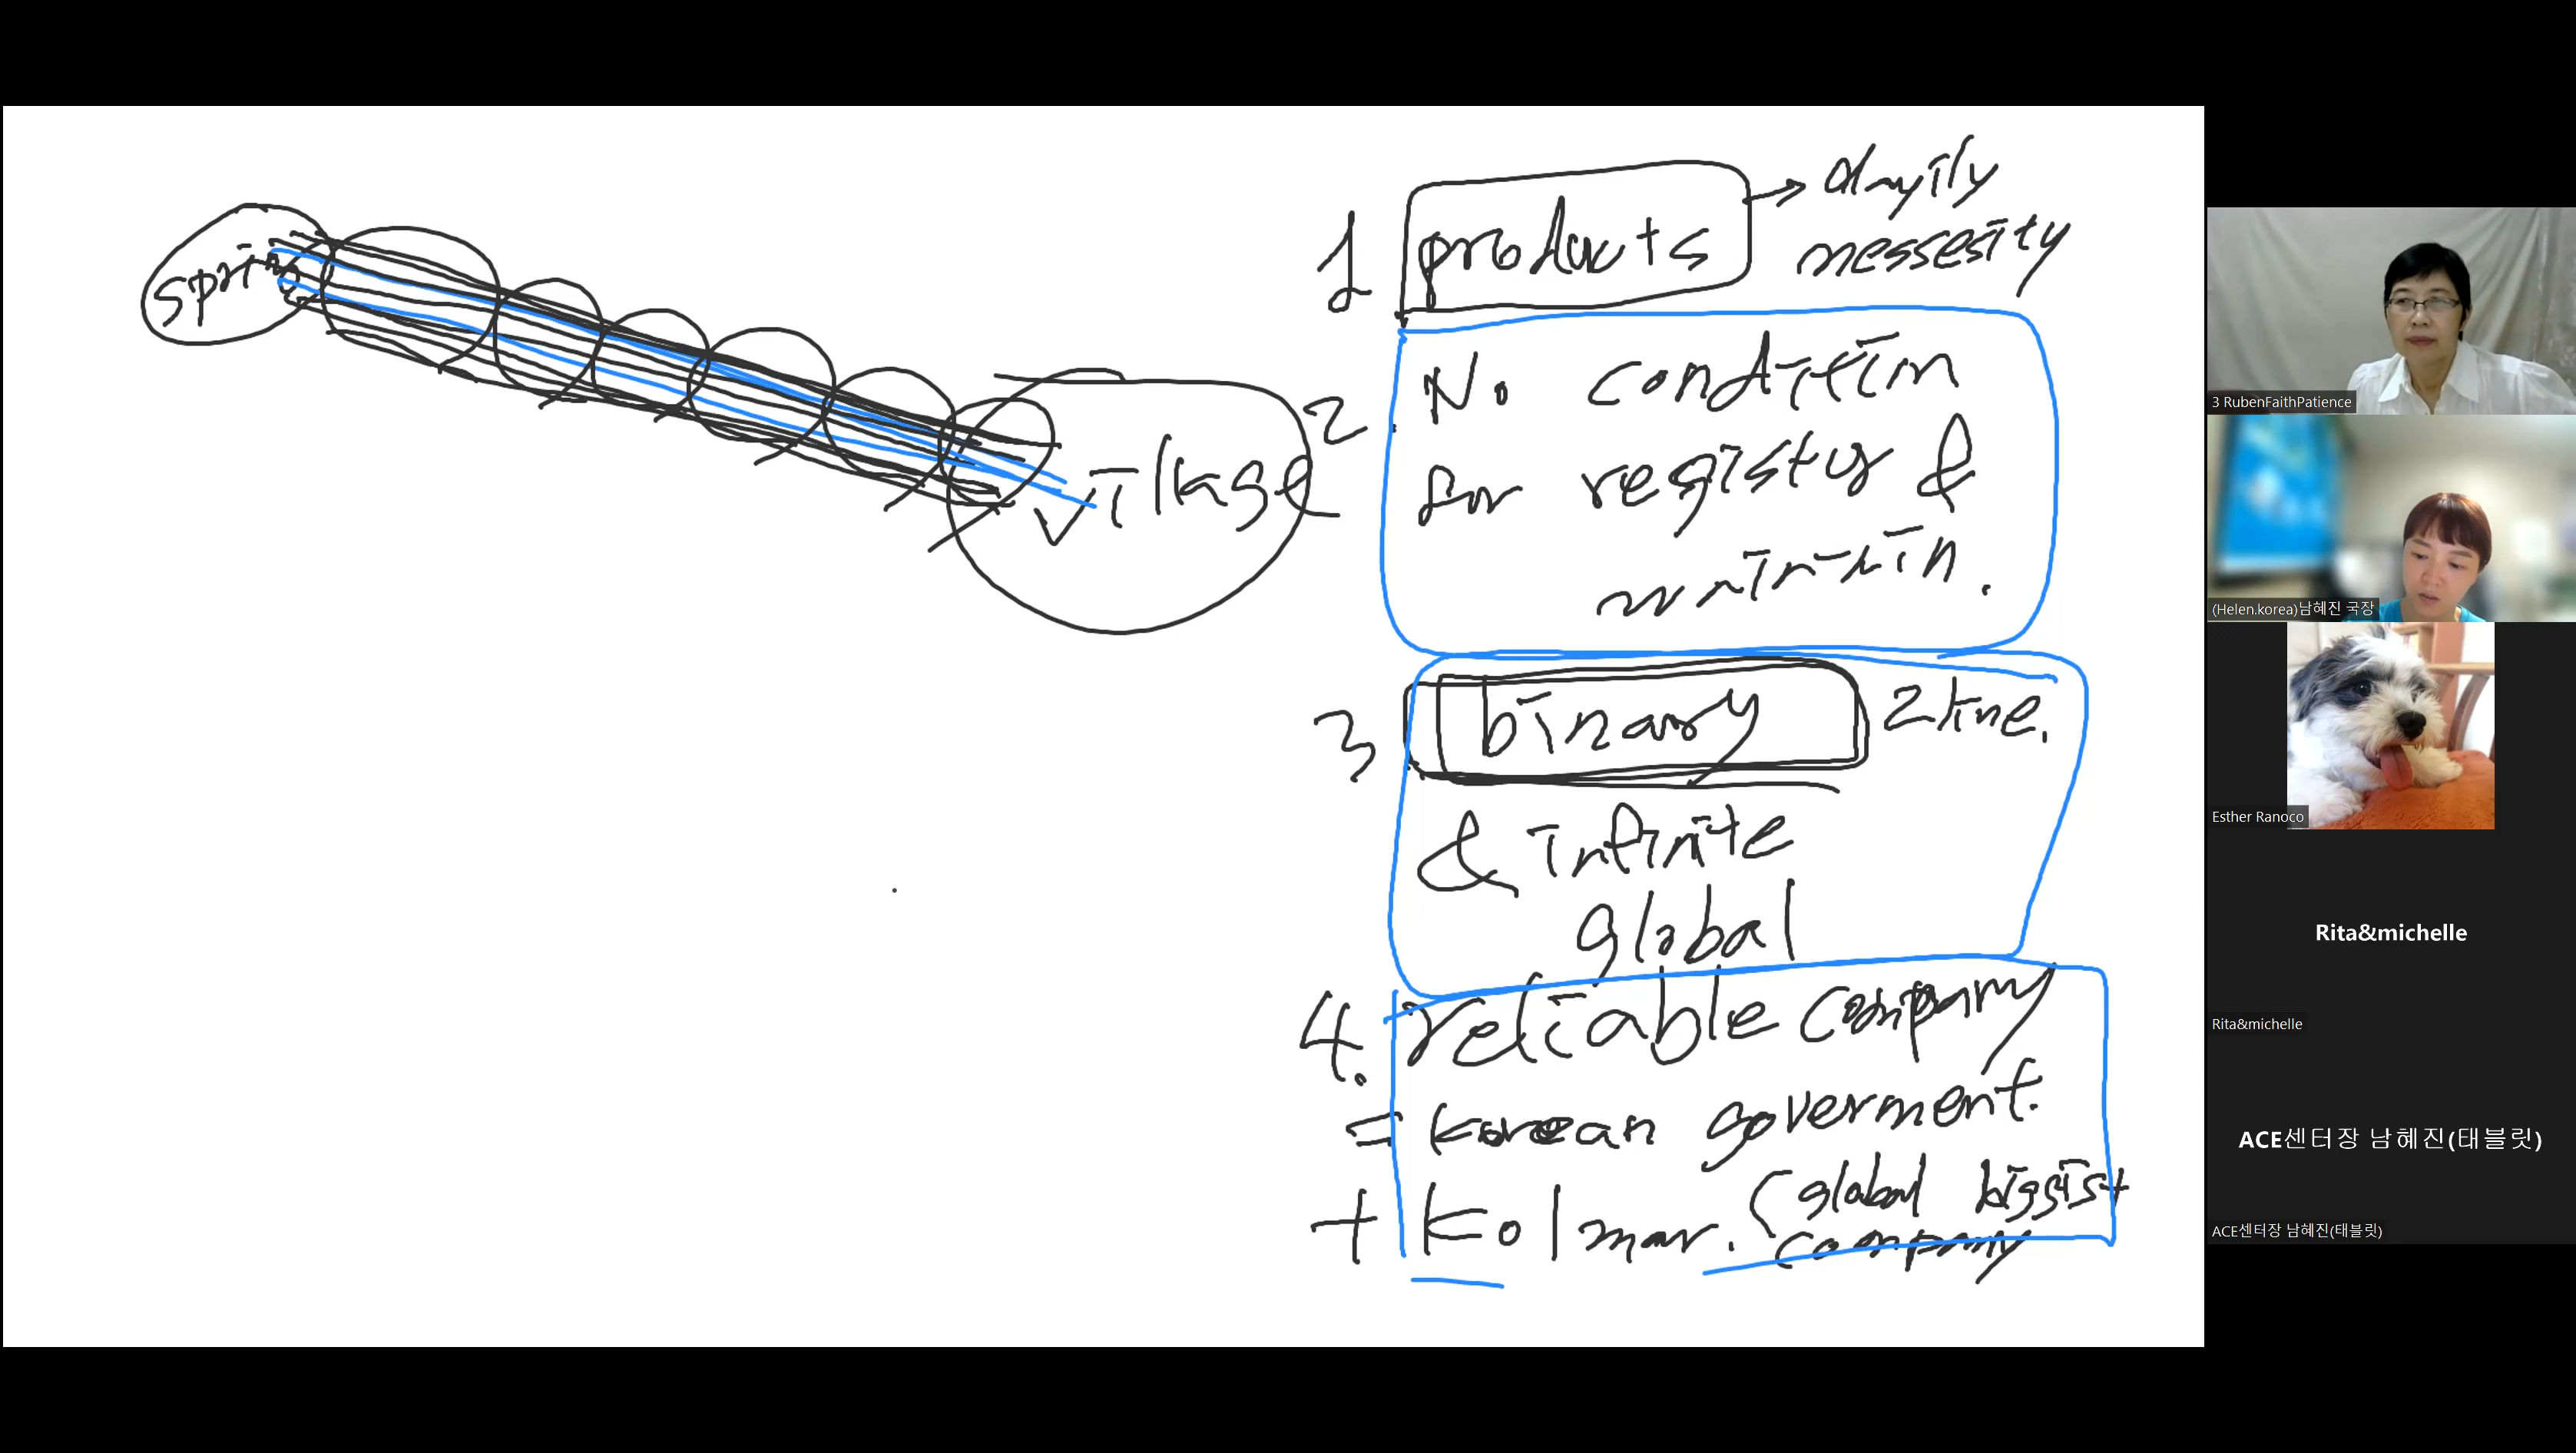 spring
village
1 products → dayily
messesity
2. No condition
for registry &
3 binary 2 line.
& infinite
global
4. reliable company
= korean goverment.
+ Kolmar. (global biggist
company
3 RubenFaithPatience
(Helen.korea)남혜진 국장
Esther Ranoco
Rita&michelle
Rita&michelle
ACE센터장 남혜진(태블릿)
ACE센터장 남혜진(태블릿)